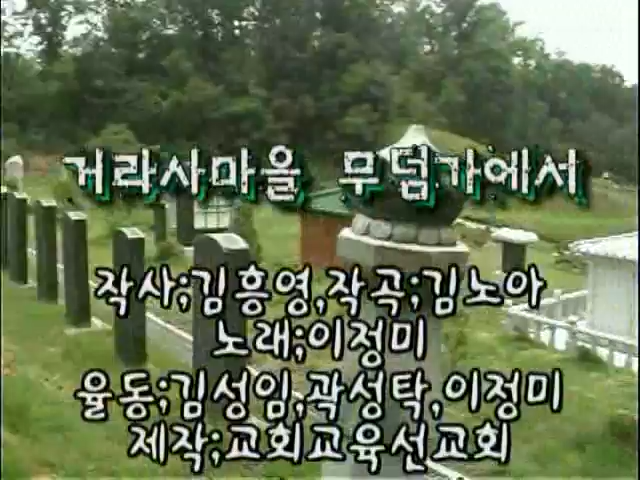 거라사마을 무덤가에서
작사;김흥영,작곡;김노아
노래;이정미
율동;김성임,곽성탁,이정미
제작;교회교육선교회